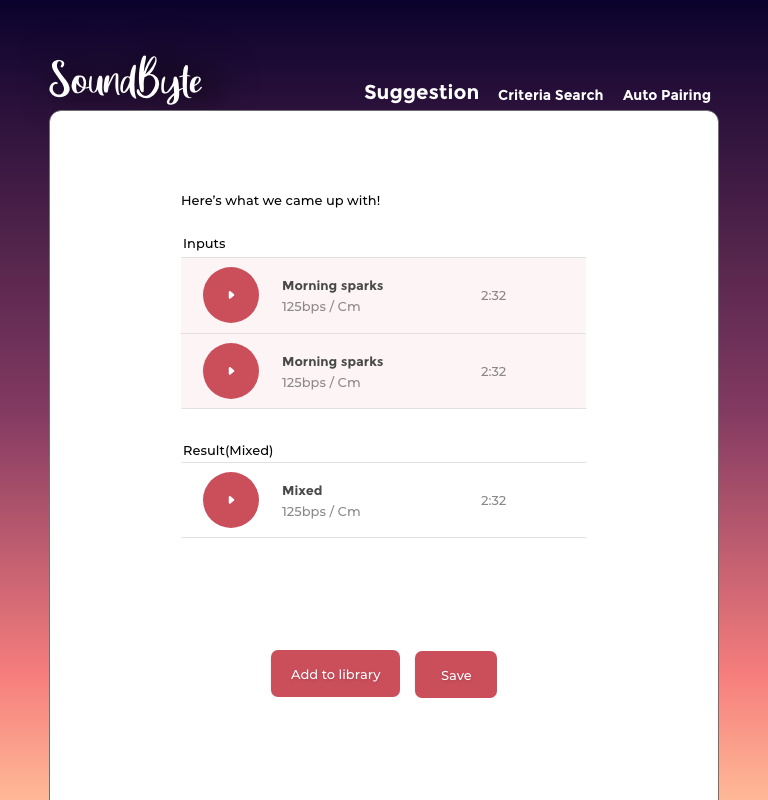 SoundByte
Suggestion Criteria Search Auto Pairing
Here's what we came up with!
Inputs
Morning sparks
125bps / Cm
2:32
Morning sparks
125bps / Cm
2:32
Result(Mixed)
Mixed
125bps / Cm
2:32
Add to library
Save